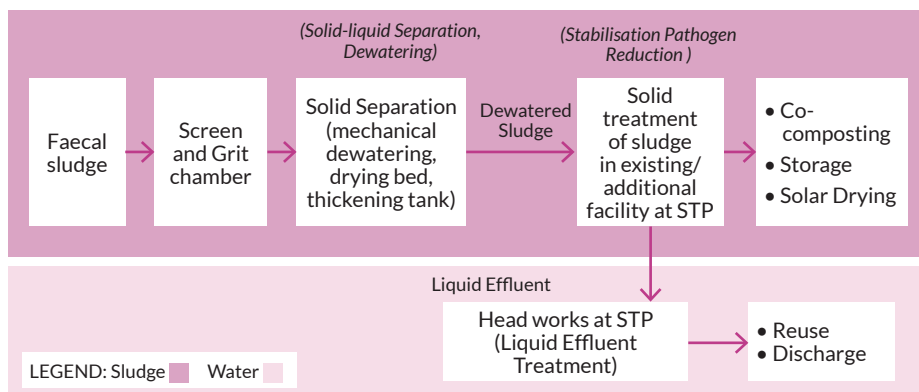 (Solid-liquid Separation,
Dewatering)
(Stabilisation Pathogen
Reduction )
Faecal
sludge
Screen
and Grit
chamber
Solid Separation
(mechanical
dewatering,
drying bed,
thickening tank)
Dewatered
Sludge
Solid
treatment
of sludge
in existing/
additional
facility at STP
• Co-
composting
• Storage
• Solar Drying
Liquid Effluent
Head works at STP
(Liquid Effluent
Treatment)
• Reuse
• Discharge
LEGEND: Sludge Water